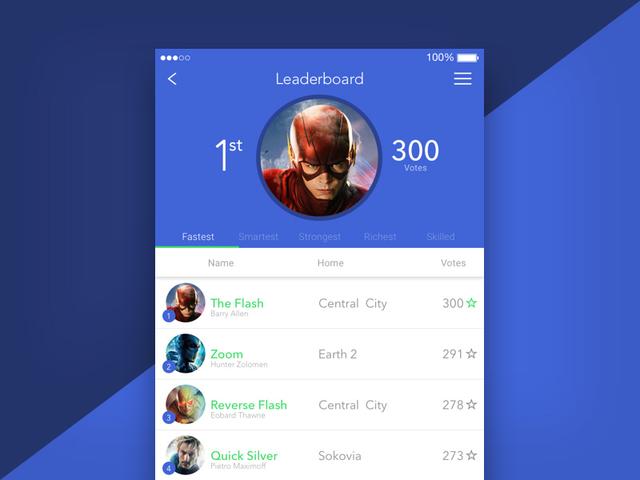 100%
Leaderboard
1st
300
Votes
Fastest Smartest Strongest Richest Skilled
Name Home Votes
The Flash Central City 300
Barry Allen
1
Zoom Earth 2 291
Hunter Zolomen
2
Reverse Flash Central City 278
Eobard Thawne
3
Quick Silver Sokovia 273
Pietro Maximoff
4